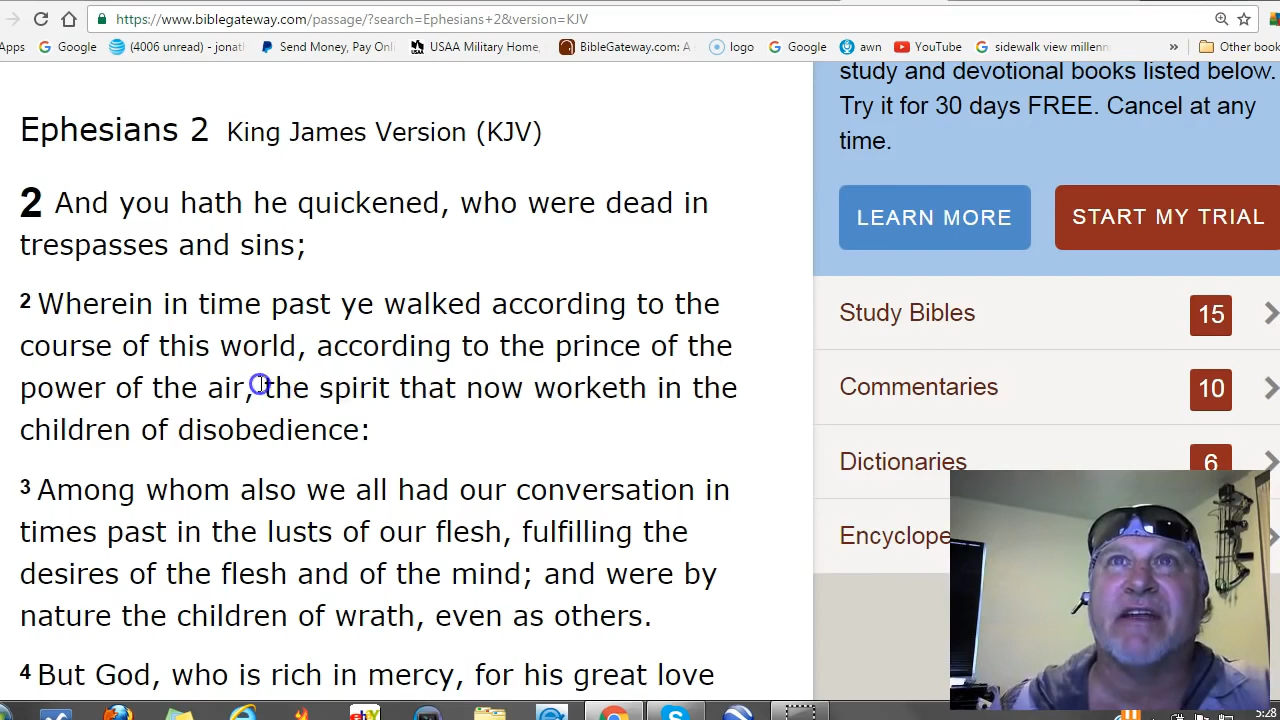 https://www.biblegateway.com/passage/?search=Ephesians+2&version=KJV
Apps Google (4006 unread) - jonat Send Money, Pay Onl USAA Military Home, BibleGateway.com: A logo Google awn YouTube sidewalk view millenn » Other book
study and devotional books listed below.
Try it for 30 days FREE. Cancel at any
time.
LEARN MORE START MY TRIAL
Study Bibles 15
Commentaries 10
Dictionaries 6
Encyclope
Ephesians 2 King James Version (KJV)
2 And you hath he quickened, who were dead in
trespasses and sins;
2 Wherein in time past ye walked according to the
course of this world, according to the prince of the
power of the air, the spirit that now worketh in the
children of disobedience:
3 Among whom also we all had our conversation in
times past in the lusts of our flesh, fulfilling the
desires of the flesh and of the mind; and were by
nature the children of wrath, even as others.
4 But God, who is rich in mercy, for his great love
ebay
5:28